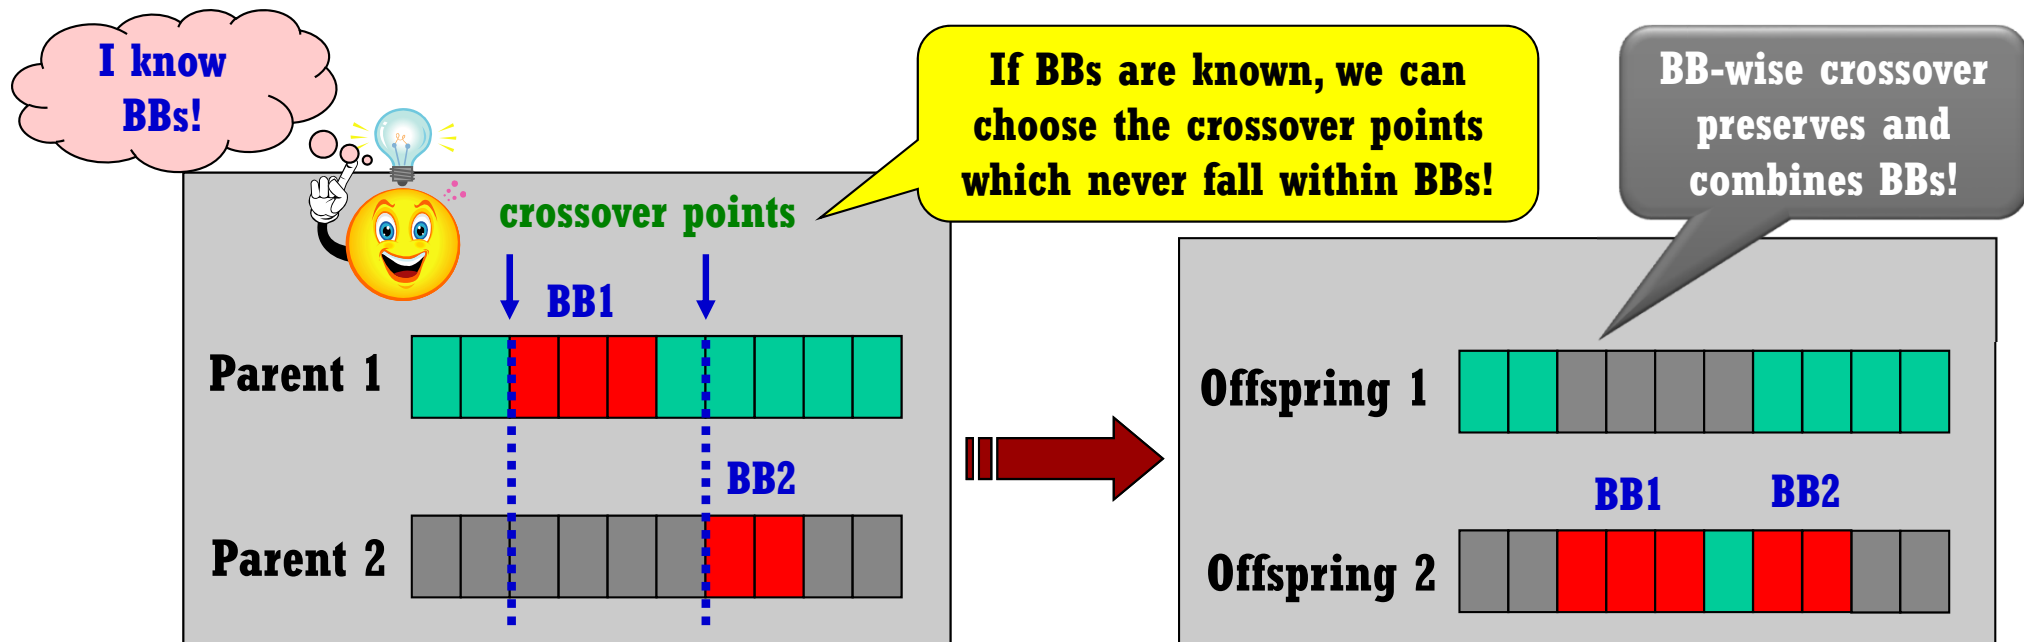 I know
BBs!
If BBs are known, we can
choose the crossover points
which never fall within BBs!
BB-wise crossover
preserves and
combines BBs!
crossover points
BB1
Parent 1
BB2
Parent 2
Offspring 1
BB1 BB2
Offspring 2